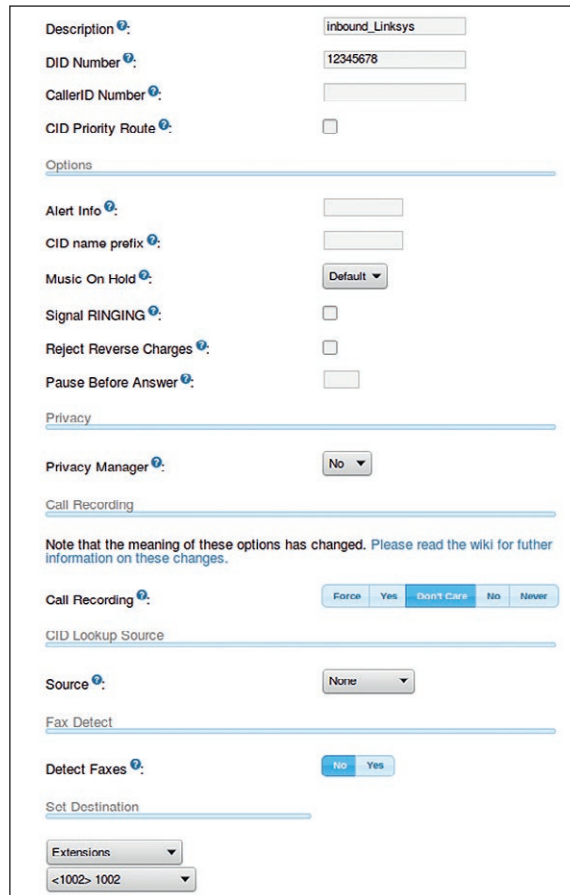 Description ?:
inbound_Linksys
DID Number ?:
12345678
CallerID Number ?:
CID Priority Route ?:
Options
Alert Info ?:
CID name prefix ?:
Music On Hold ?:
Default
Signal RINGING ?:
Reject Reverse Charges ?:
Pause Before Answer ?:
Privacy
Privacy Manager ?:
No
Call Recording
Note that the meaning of these options has changed. Please read the wiki for futher
information on these changes.
Call Recording ?:
Force Yes Don't Care No Never
CID Lookup Source
Source ?:
None
Fax Detect
Detect Faxes ?:
No Yes
Set Destination
Extensions
<1002> 1002